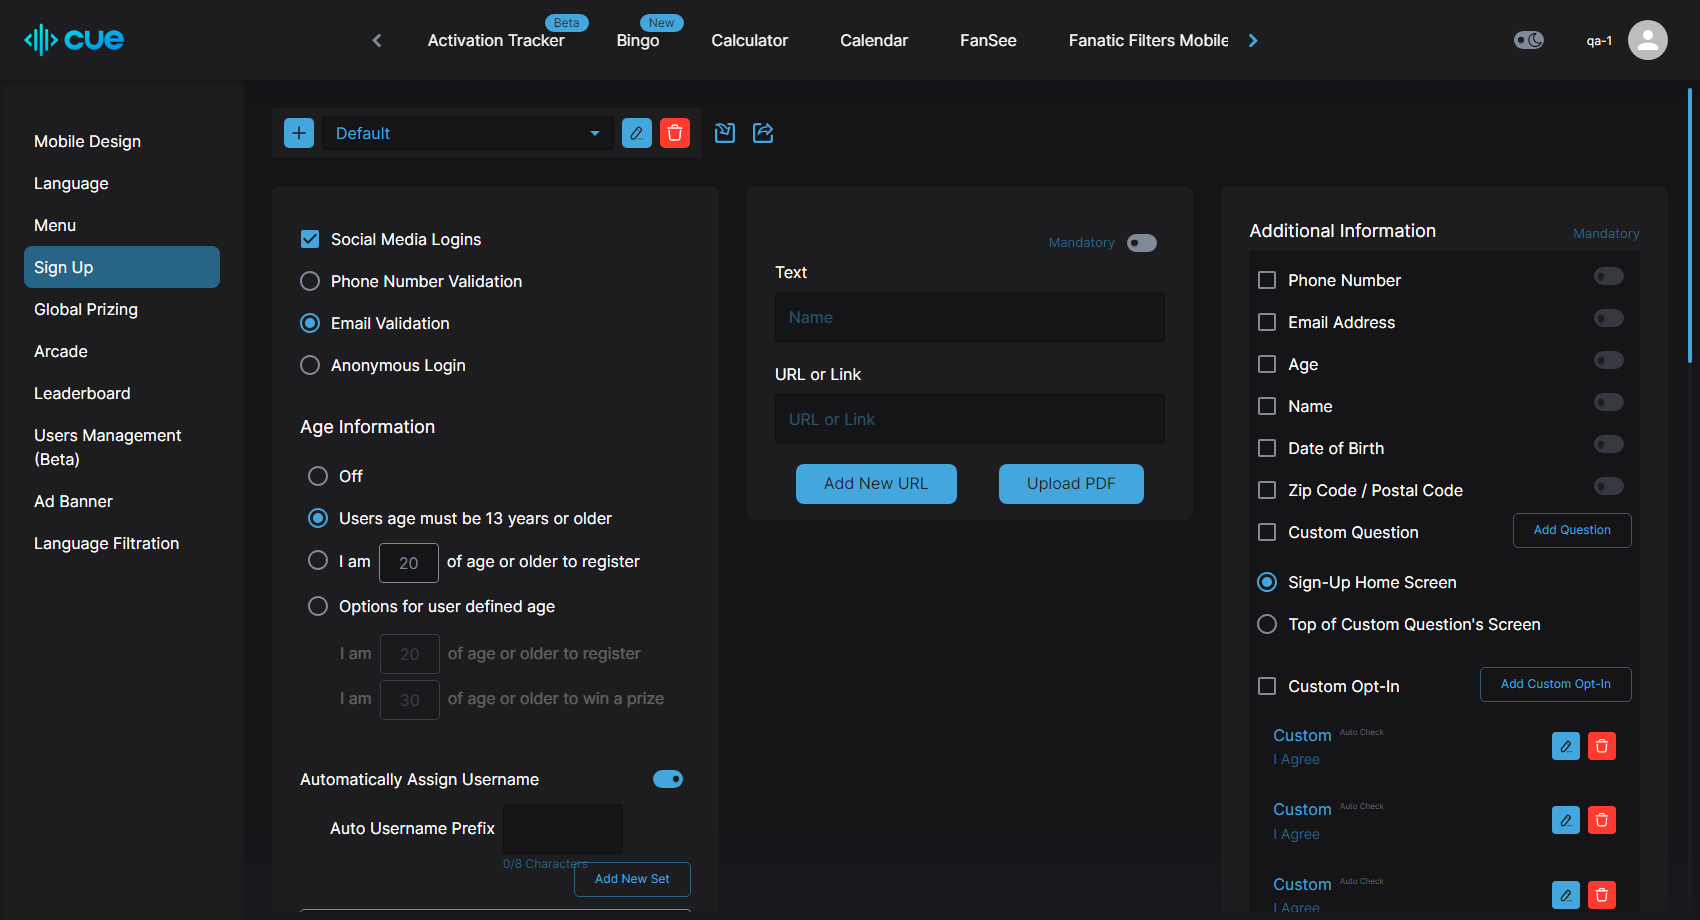 cue
Activation Tracker
Beta
Bingo
New
Calculator
Calendar
FanSee
Fanatic Filters Mobile
qa-1
Mobile Design
Language
Menu
Sign Up
Global Prizing
Arcade
Leaderboard
Users Management
(Beta)
Ad Banner
Language Filtration
Default
Social Media Logins
Phone Number Validation
Email Validation
Anonymous Login
Age Information
Off
Users age must be 13 years or older
I am 20 of age or older to register
Options for user defined age
I am 20 of age or older to register
I am 30 of age or older to win a prize
Automatically Assign Username
Auto Username Prefix
0/8 Characters
Add New Set
Mandatory
Text
Name
URL or Link
URL or Link
Add New URL
Upload PDF
Additional Information
Mandatory
Phone Number
Email Address
Age
Name
Date of Birth
Zip Code / Postal Code
Custom Question
Add Question
Sign-Up Home Screen
Top of Custom Question's Screen
Custom Opt-In
Add Custom Opt-In
Custom Auto Check
I Agree
Custom Auto Check
I Agree
Custom Auto Check
I Agree